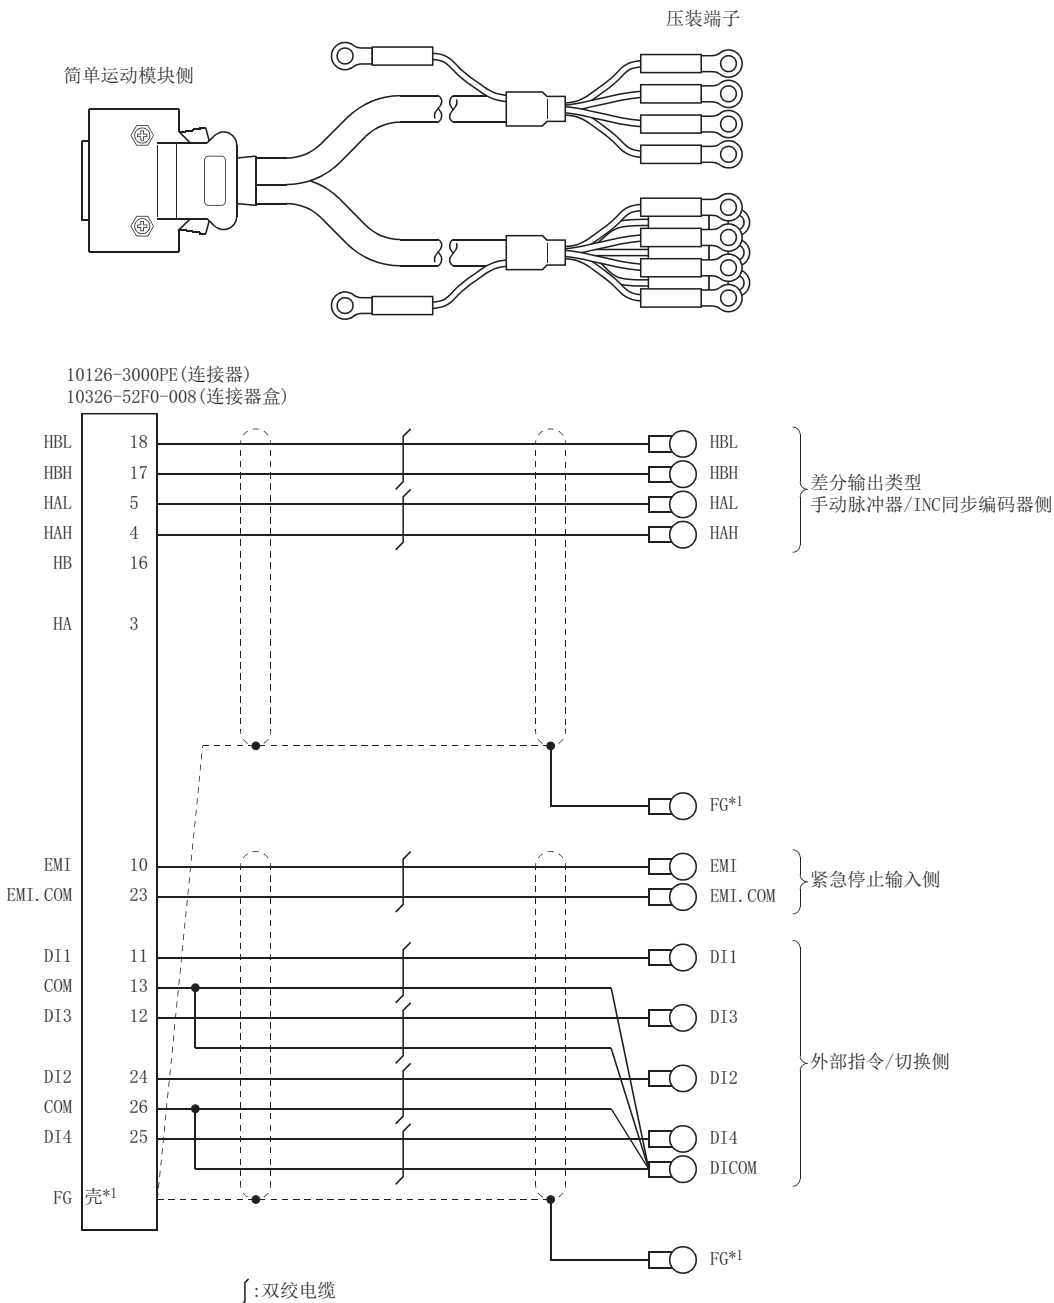 压装端子
简单运动模块侧
10126-3000PE(连接器)
10326-52F0-008(连接器盒)
HBL 18 HBL
HBH 17 HBH
HAL 5 HAL
HAH 4 HAH
差分输出类型
手动脉冲器/INC同步编码器侧
HB 16
HA 3
FG*1
EMI 10 EMI
EMI.COM 23 EMI.COM
紧急停止输入侧
DI1 11 DI1
COM 13
DI3 12 DI3
外部指令/切换侧
DI2 24 DI2
COM 26
DI4 25 DI4
DICOM
FG 壳*1
FG*1
:双绞电缆